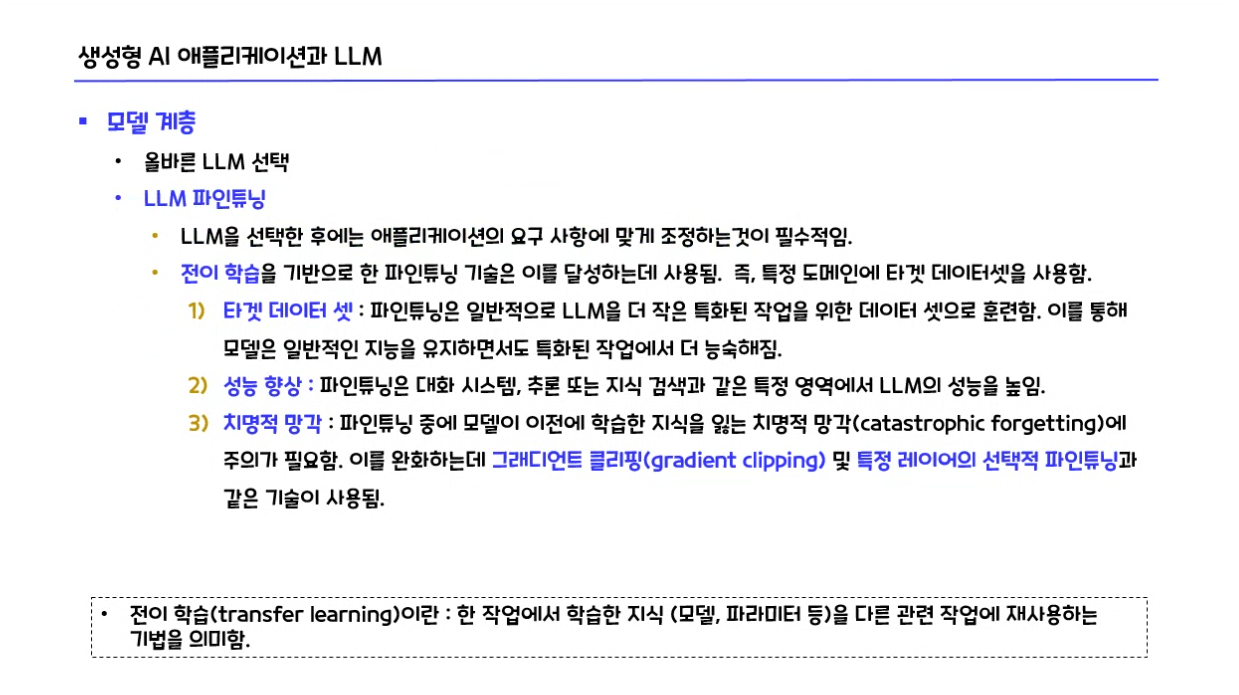 생성형 AI 애플리케이션과 LLM
▪ 모델 계층
• 올바른 LLM 선택
• LLM 파인튜닝
• LLM을 선택한 후에는 애플리케이션의 요구 사항에 맞게 조정하는것이 필수적임.
• 전이 학습을 기반으로 한 파인튜닝 기술은 이를 달성하는데 사용됨. 즉, 특정 도메인에 타겟 데이터셋을 사용함.
1) 타겟 데이터 셋 : 파인튜닝은 일반적으로 LLM을 더 작은 특화된 작업을 위한 데이터 셋으로 훈련함. 이를 통해
모델은 일반적인 지능을 유지하면서도 특화된 작업에서 더 능숙해짐.
2) 성능 향상 : 파인튜닝은 대화 시스템, 추론 또는 지식 검색과 같은 특정 영역에서 LLM의 성능을 높임.
3) 치명적 망각 : 파인튜닝 중에 모델이 이전에 학습한 지식을 잃는 치명적 망각(catastrophic forgetting)에
주의가 필요함. 이를 완화하는데 그래디언트 클리핑(gradient clipping) 및 특정 레이어의 선택적 파인튜닝과
같은 기술이 사용됨.
• 전이 학습(transfer learning)이란 : 한 작업에서 학습한 지식 (모델, 파라미터 등)을 다른 관련 작업에 재사용하는
기법을 의미함.